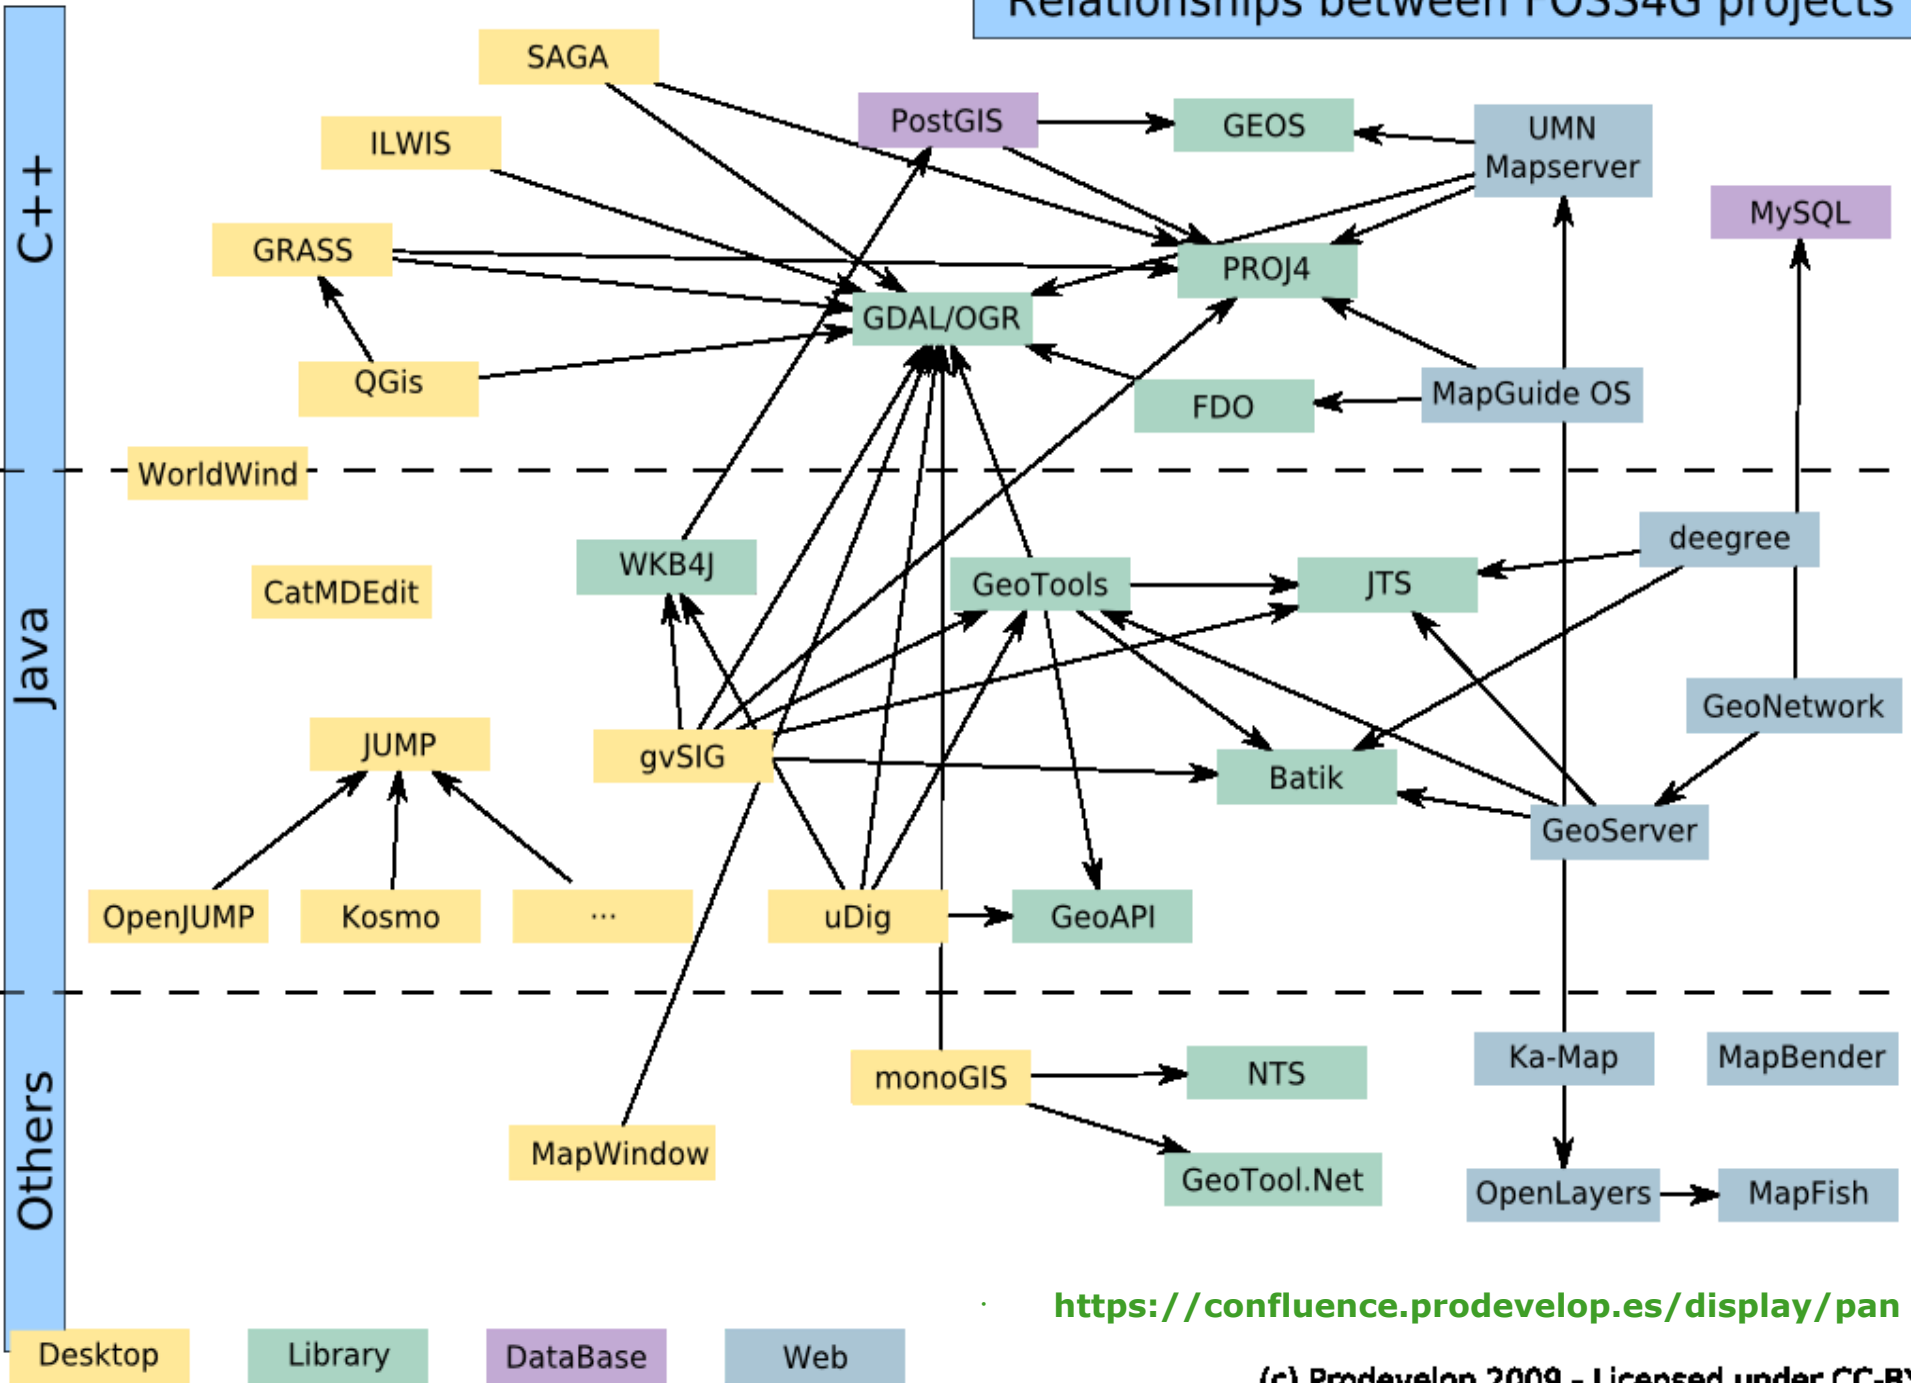 Relationships between FOSS4G projects
C++
SAGA
PostGIS
GEOS
UMN
Mapserver
ILWIS
MySQL
GRASS
PROJ4
GDAL/OGR
QGis
FDO
MapGuide OS
WorldWind
Java
WKB4J
deegree
CatMDEdit
GeoTools
JTS
GeoNetwork
JUMP
gvSIG
Batik
GeoServer
OpenJUMP
Kosmo
...
uDig
GeoAPI
Others
monoGIS
NTS
Ka-Map
MapBender
MapWindow
GeoTool.Net
OpenLayers
MapFish
https://confluence.prodevelop.es/display/pan
Desktop
Library
DataBase
Web
(c) Prodevelop 2009 - Licensed under CC-BY